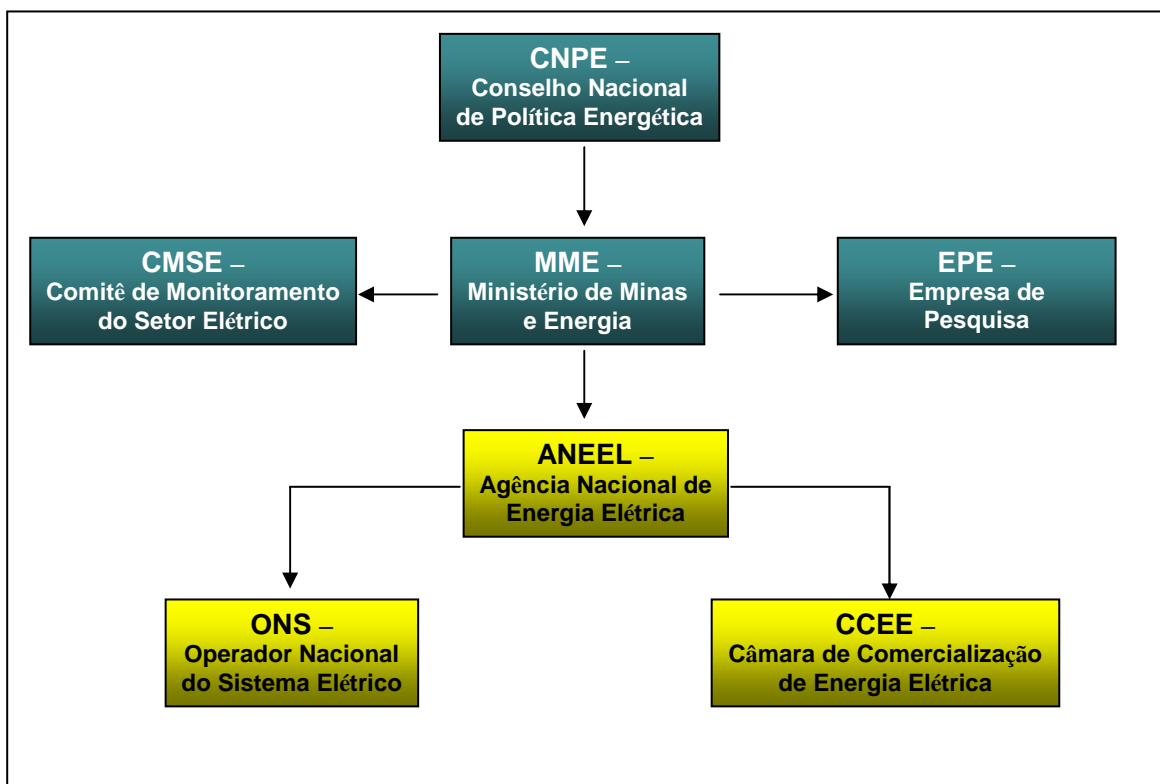 CNPE –
Conselho Nacional
de Política Energética
CMSE –
Comitê de Monitoramento
do Setor Elétrico
MME –
Ministério de Minas
e Energia
EPE –
Empresa de
Pesquisa
ANEEL –
Agência Nacional de
Energia Elétrica
ONS –
Operador Nacional
do Sistema Elétrico
CCEE –
Câmara de Comercialização
de Energia Elétrica